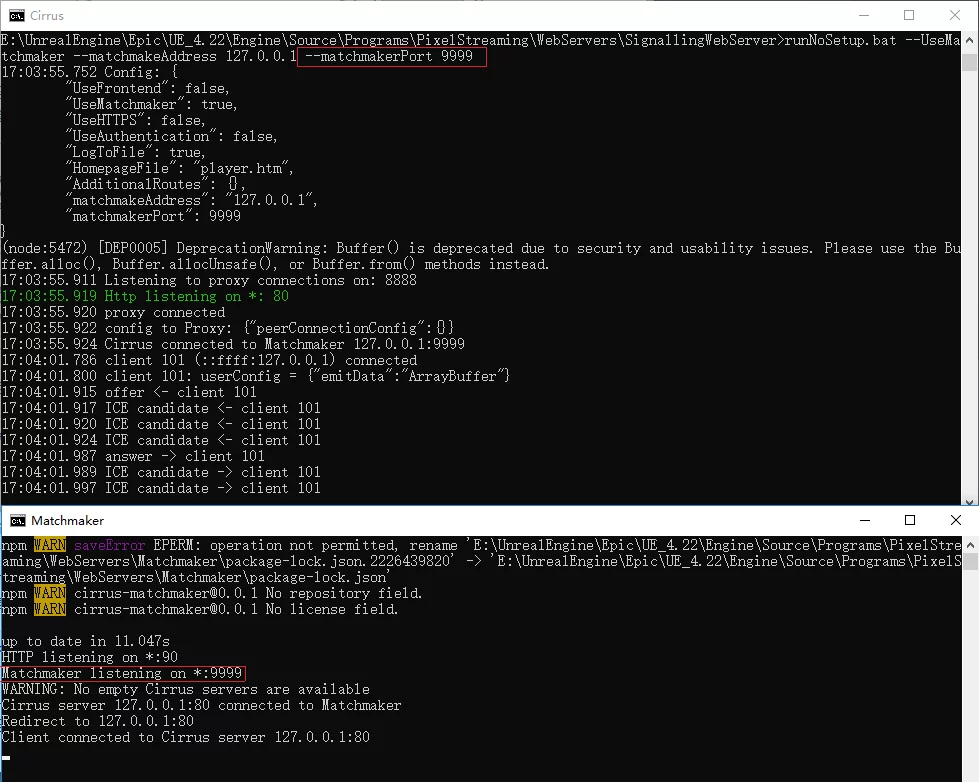 Cirrus
E:\UnrealEngine\Epic\UE_4.22\Engine\Source\Programs\PixelStreaming\WebServers\SignallingWebServer>runNoSetup.bat --UseMa
tchmaker --matchmakeAddress 127.0.0.1 --matchmakerPort 9999
17:03:55.752 Config: {
"UseFrontend": false,
"UseMatchmaker": true,
"UseHTTPS": false,
"UseAuthentication": false,
"LogToFile": true,
"HomepageFile": "player.htm",
"AdditionalRoutes": {},
"matchmakeAddress": "127.0.0.1",
"matchmakerPort": 9999
}
(node:5472) [DEP0005] DeprecationWarning: Buffer() is deprecated due to security and usability issues. Please use the Bu
ffer.alloc(), Buffer.allocUnsafe(), or Buffer.from() methods instead.
17:03:55.911 Listening to proxy connections on: 8888
17:03:55.919 Http listening on *: 80
17:03:55.920 proxy connected
17:03:55.922 config to Proxy: {"peerConnectionConfig":{}}
17:03:55.924 Cirrus connected to Matchmaker 127.0.0.1:9999
17:04:01.786 client 101 (::ffff:127.0.0.1) connected
17:04:01.800 client 101: userConfig = {"emitData":"ArrayBuffer"}
17:04:01.915 offer <- client 101
17:04:01.917 ICE candidate <- client 101
17:04:01.920 ICE candidate <- client 101
17:04:01.924 ICE candidate <- client 101
17:04:01.987 answer -> client 101
17:04:01.989 ICE candidate -> client 101
17:04:01.997 ICE candidate -> client 101
Matchmaker
npm WARN saveError EPERM: operation not permitted, rename 'E:\UnrealEngine\Epic\UE_4.22\Engine\Source\Programs\PixelStre
aming\WebServers\Matchmaker\package-lock.json.2226439820' -> 'E:\UnrealEngine\Epic\UE_4.22\Engine\Source\Programs\PixelS
treaming\WebServers\Matchmaker\package-lock.json'
npm WARN cirrus-matchmaker@0.0.1 No repository field.
npm WARN cirrus-matchmaker@0.0.1 No license field.
up to date in 11.047s
HTTP listening on *:90
Matchmaker listening on *:9999
WARNING: No empty Cirrus servers are available
Cirrus server 127.0.0.1:80 connected to Matchmaker
Redirect to 127.0.0.1:80
Client connected to Cirrus server 127.0.0.1:80